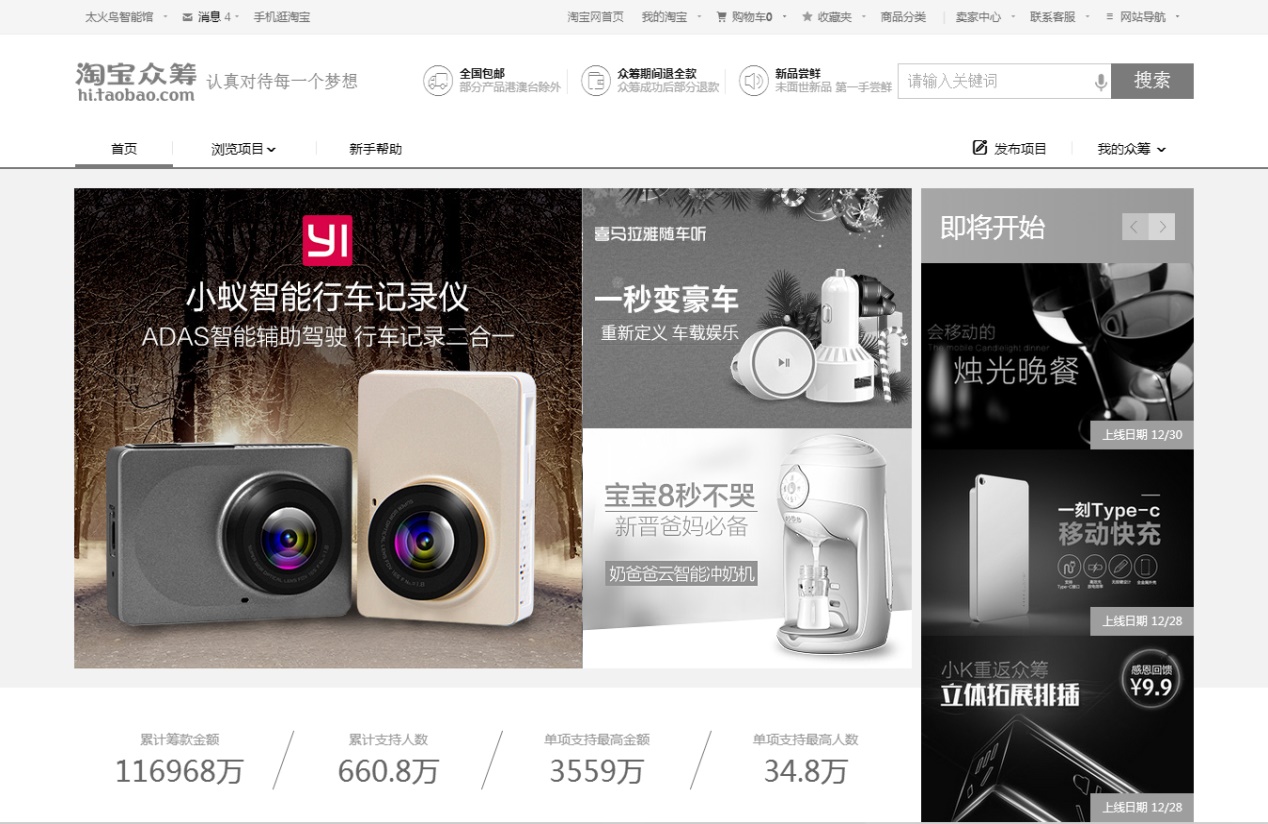 太火鸟智能馆
消息 4
手机逛淘宝
淘宝网首页
我的淘宝
购物车0
收藏夹
商品分类
卖家中心
联系客服
网站导航
淘宝众筹
hi.taobao.com
认真对待每一个梦想
全国包邮
部分产品港澳台除外
众筹期间退全款
众筹成功后部分退款
新品尝鲜
未面世新品 第一手尝鲜
请输入关键词
搜索
首页
浏览项目
新手帮助
发布项目
我的众筹
YI
小蚁智能行车记录仪
ADAS智能辅助驾驶 行车记录二合一
喜马拉雅随车听
一秒变豪车
重新定义 车载娱乐
宝宝8秒不哭
新晋爸妈必备
奶爸爸云智能冲奶机
即将开始
会移动的
The mobile Candlelight dinner
烛光晚餐
上线日期 12/30
一刻Type-c
移动快充
上线日期 12/28
小K重返众筹
立体拓展排插
感恩回馈
¥9.9
上线日期 12/28
累计筹款金额
116968万
累计支持人数
660.8万
单项支持最高金额
3559万
单项支持最高人数
34.8万